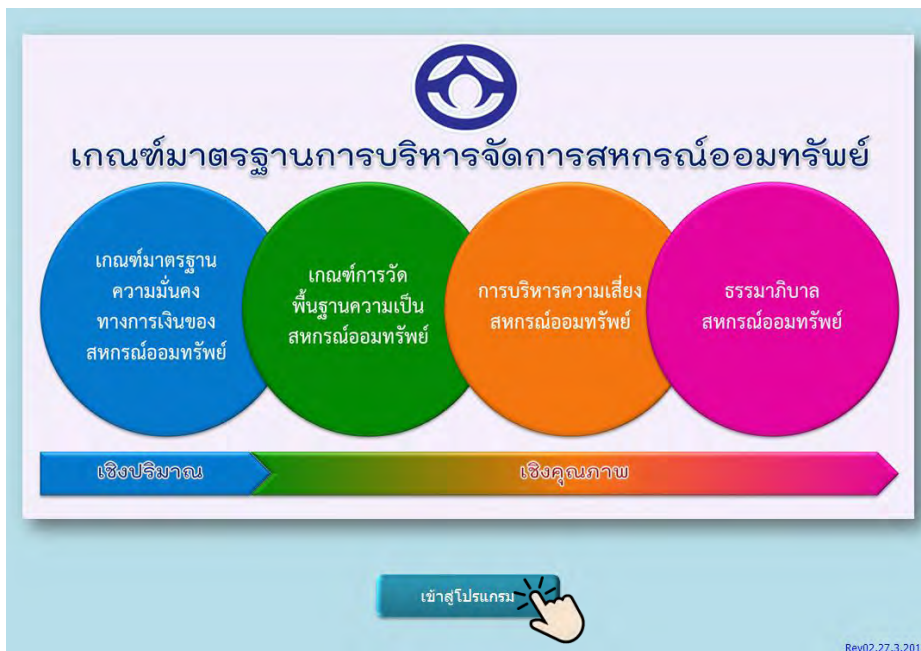 เกณฑ์มาตรฐานการบริหารจัดการสหกรณ์ออมทรัพย์
เกณฑ์มาตรฐาน
ความมั่นคง
ทางการเงินของ
สหกรณ์ออมทรัพย์
เกณฑ์การวัด
พื้นฐานความเป็น
สหกรณ์ออมทรัพย์
การบริหารความเสี่ยง
สหกรณ์ออมทรัพย์
ธรรมาภิบาล
สหกรณ์ออมทรัพย์
เชิงปริมาณ
เชิงคุณภาพ
เข้าสู่โปรแกรม
Rev02.27.3.201